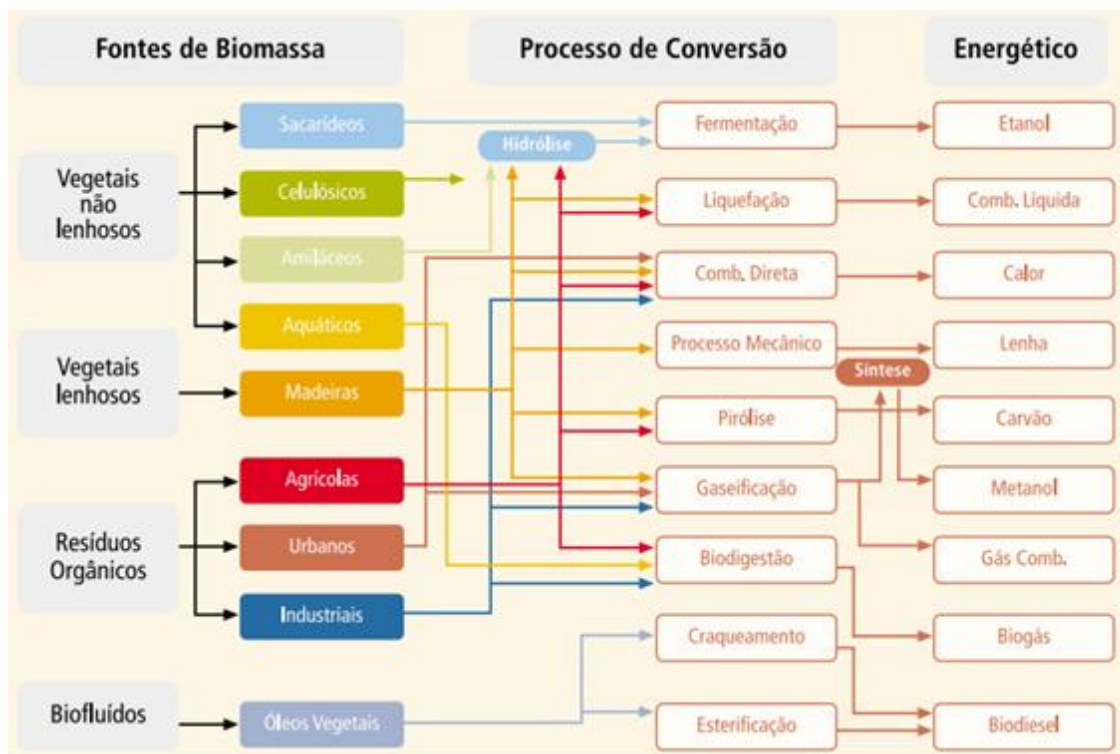 Fontes de Biomassa
Processo de Conversão
Energético
Vegetais
não
lenhosos
Sacarídeos
Celulósicos
Amiláceos
Aquáticos
Vegetais
lenhosos
Madeiras
Resíduos
Orgânicos
Agrícolas
Urbanos
Industriais
Biofluídos
Óleos Vegetais
Hidrólise
Fermentação
Liquefação
Comb. Direta
Processo Mecânico
Pirólise
Gaseificação
Biodigestão
Craqueamento
Esterificação
Síntese
Etanol
Comb. Líquida
Calor
Lenha
Carvão
Metanol
Gás Comb.
Biogás
Biodiesel